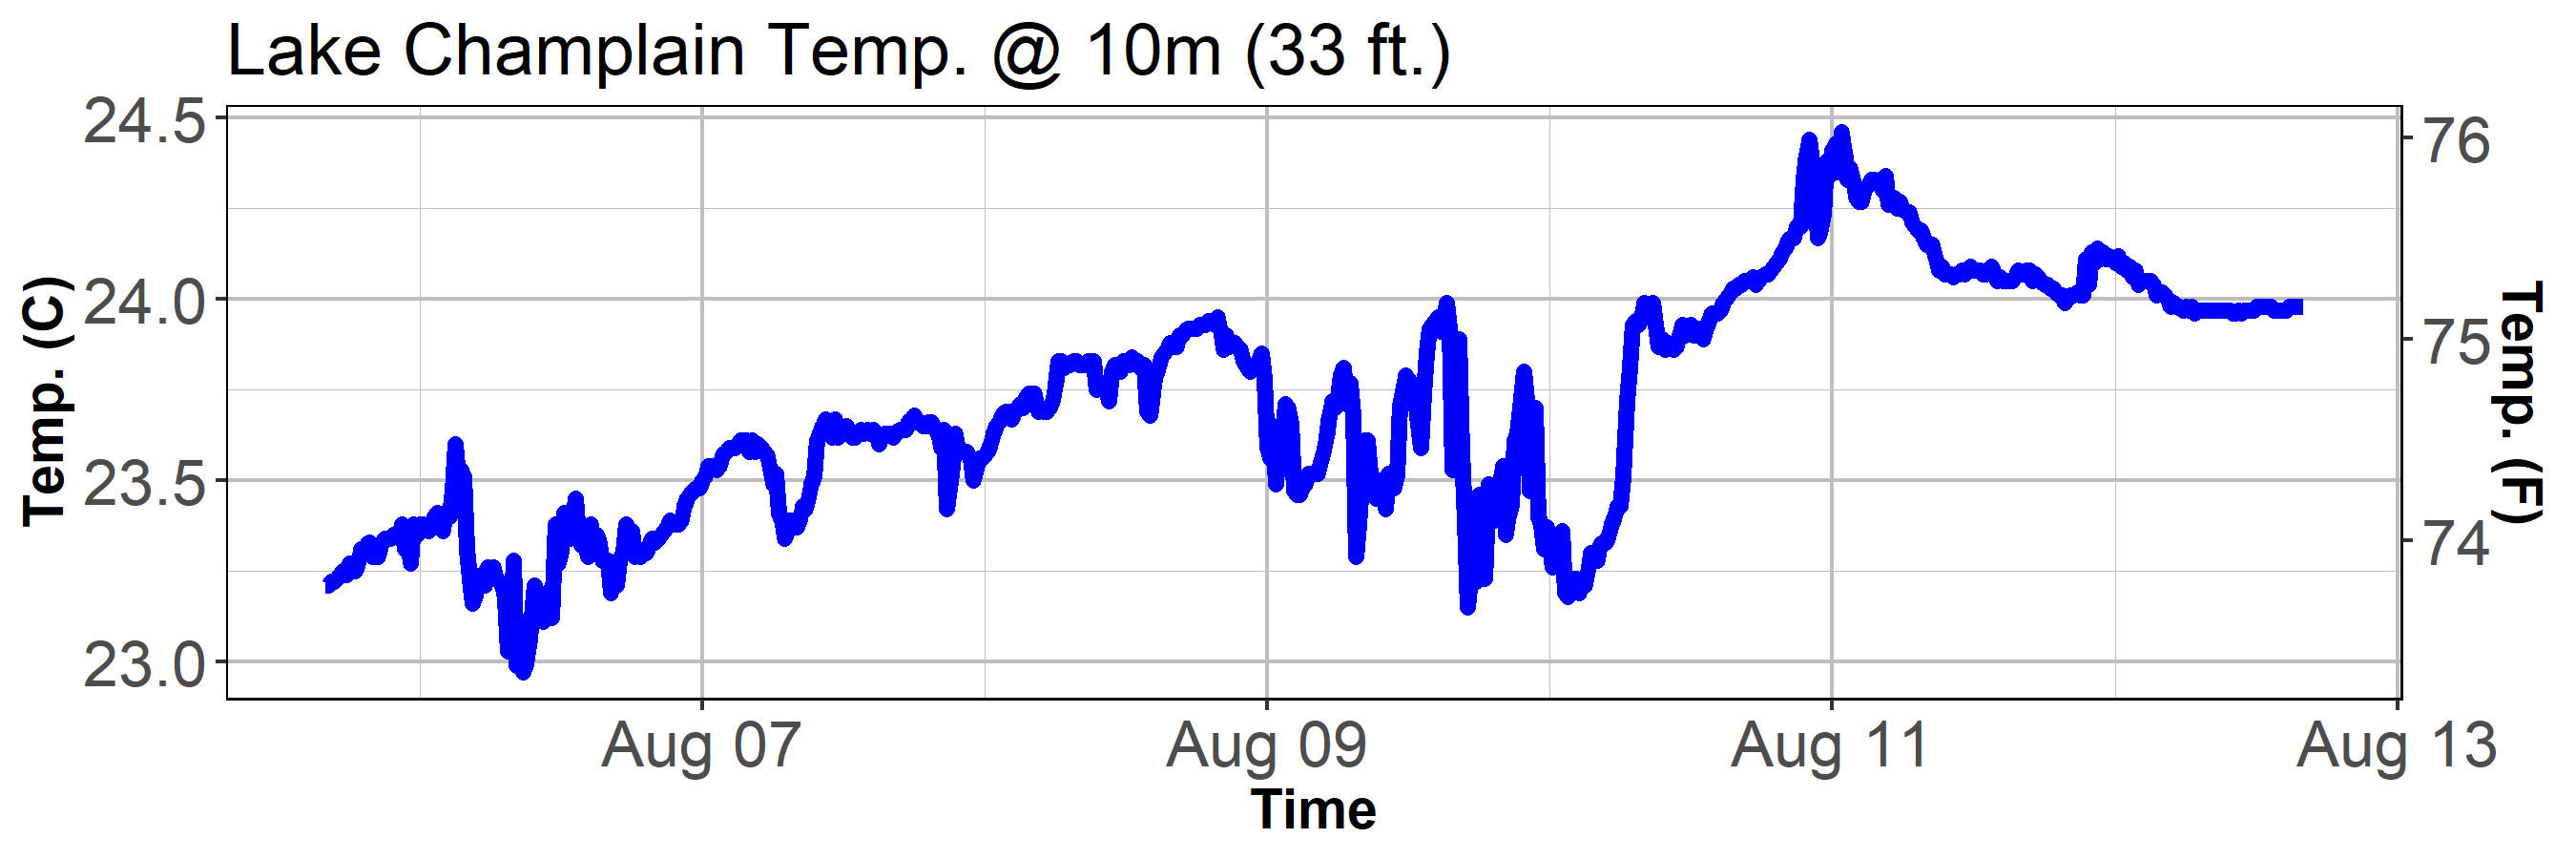 Lake Champlain Temp. @ 10m (33 ft.)
Temp. (C)
24.5
24.0
23.5
23.0
76
75
74
Temp. (F)
Aug 07
Aug 09
Aug 11
Aug 13
Time